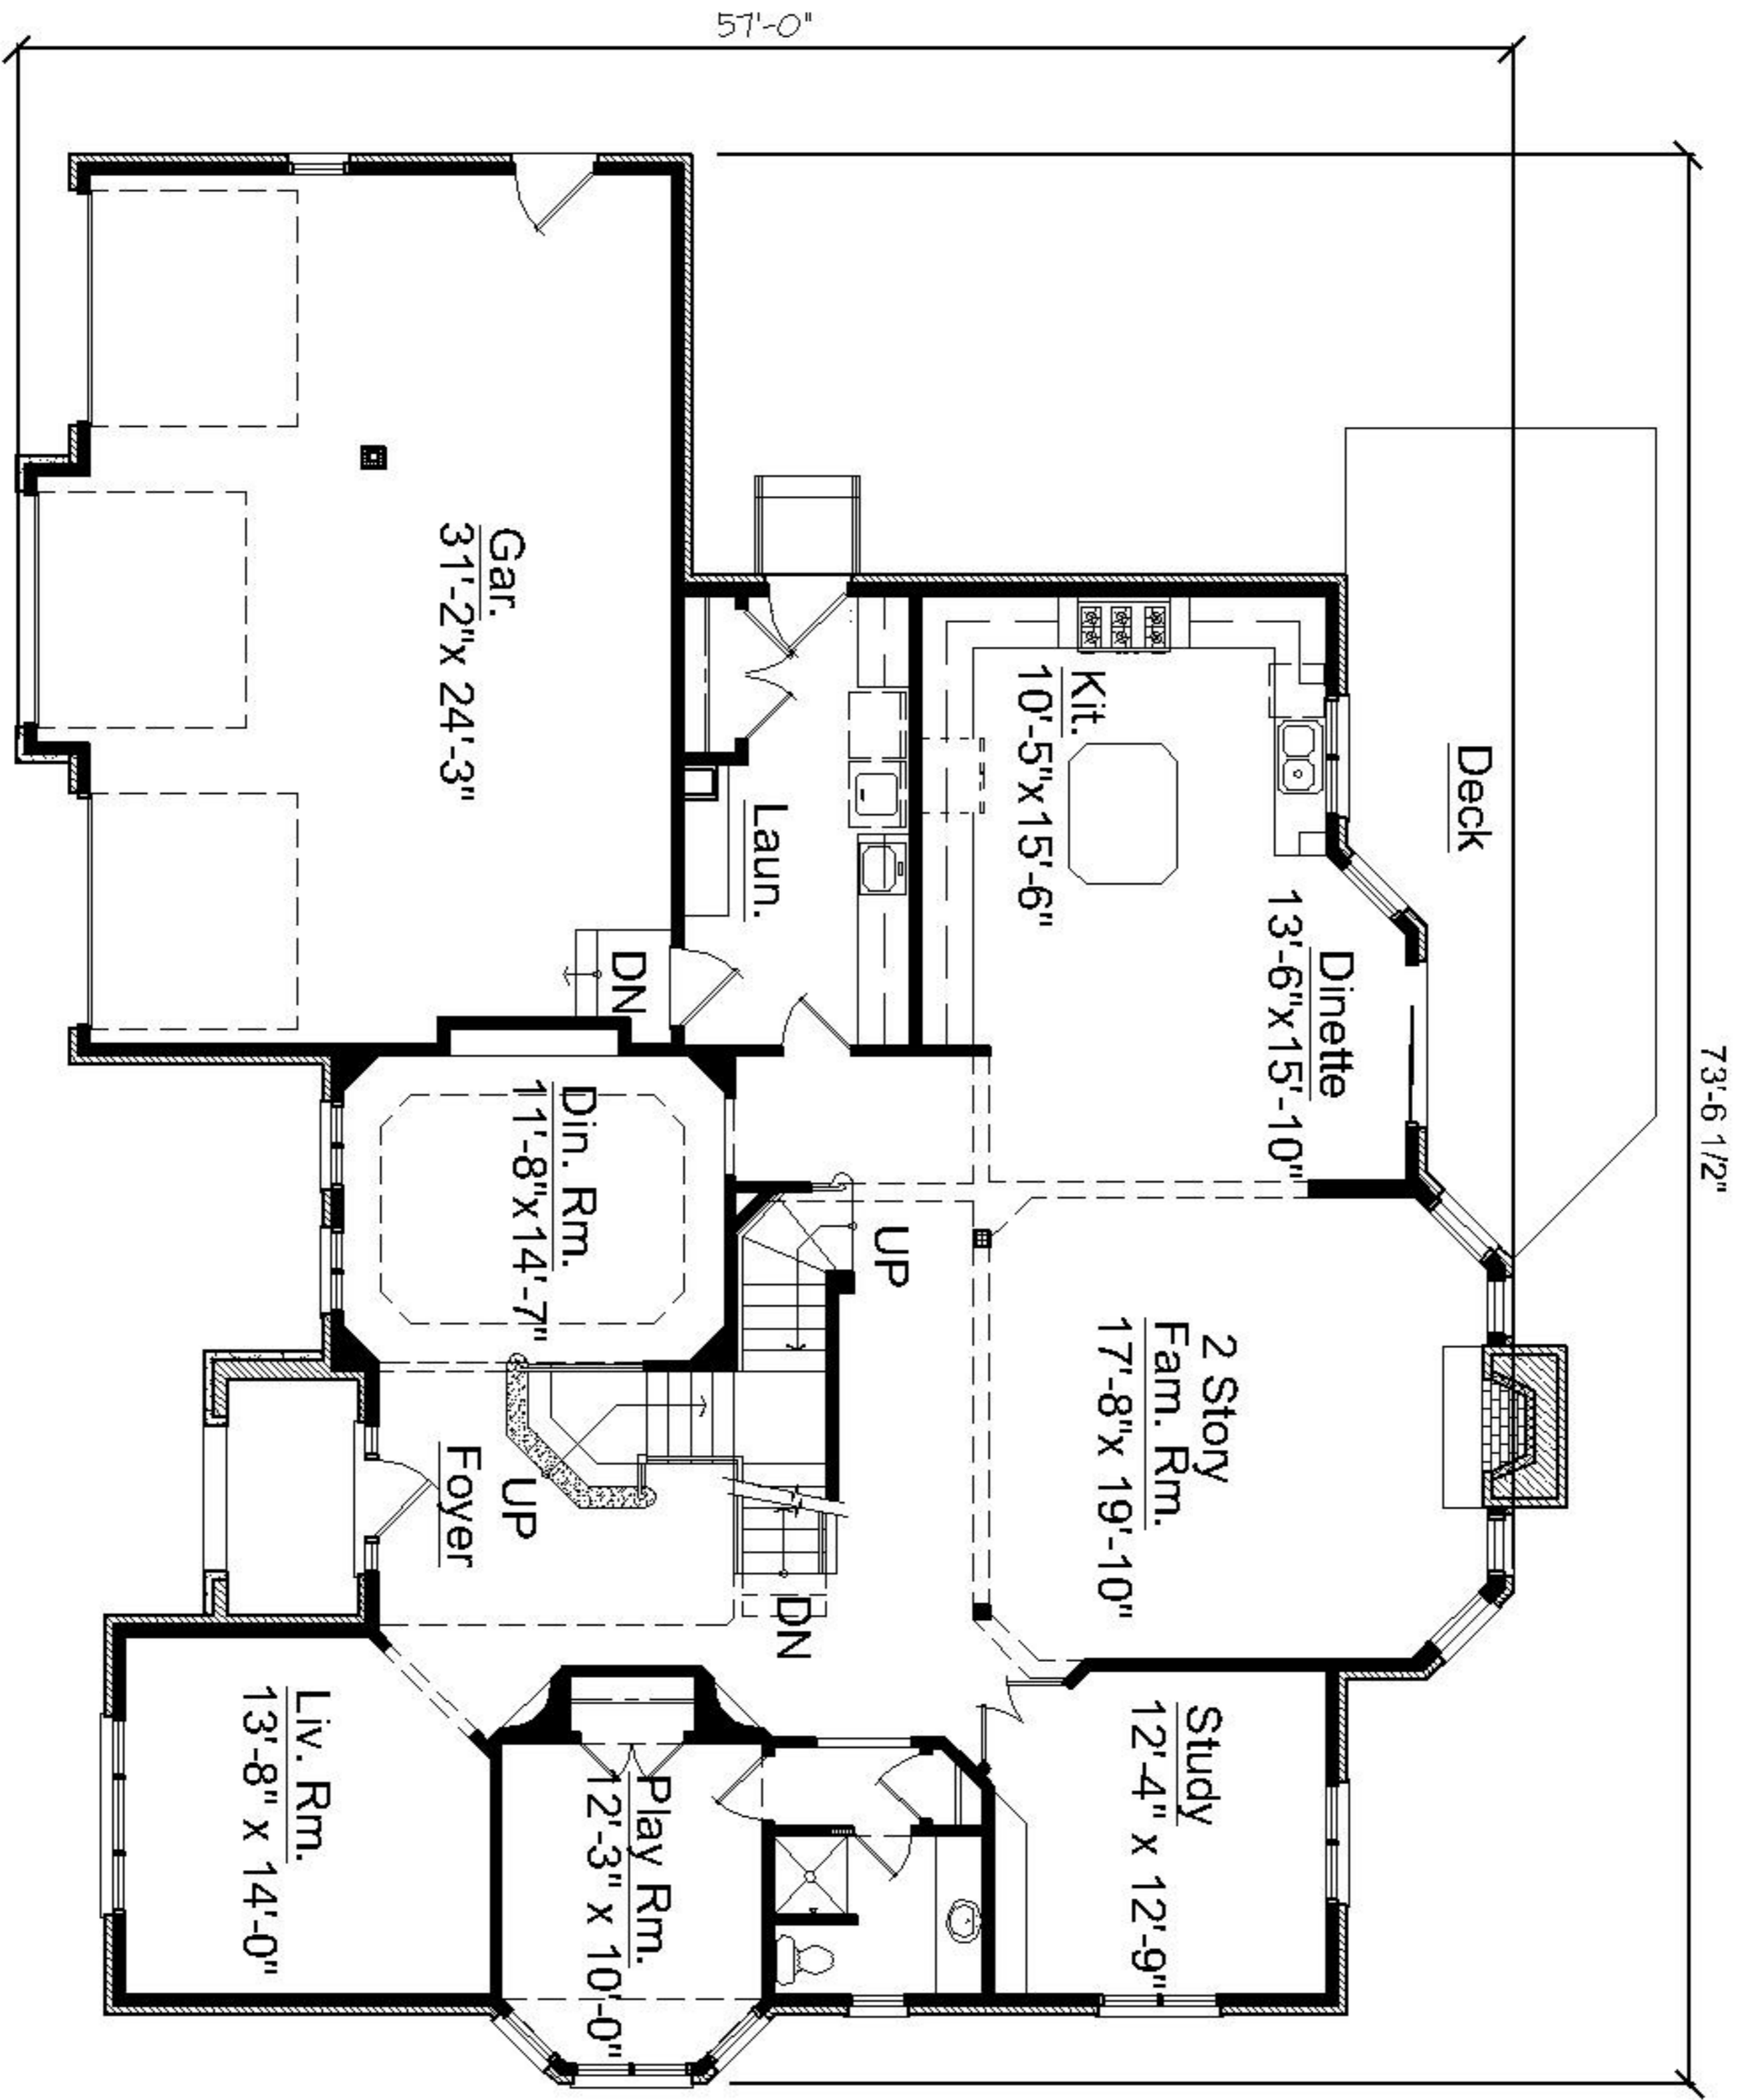 57'-0"
73'-6 1/2"
Deck
Dinette
13'-6"x15'-10"
Kit.
10'-5"x15'-6"
2 Story
Fam. Rm.
17'-8"x 19'-10"
Study
12'-4" x 12'-9"
UP
Laun.
DN
DN
Gar.
31'-2"x 24'-3"
Din. Rm.
11'-8"x14'-7"
UP
Foyer
Play Rm.
12'-3" x 10'-0"
Liv. Rm.
13'-8" x 14'-0"